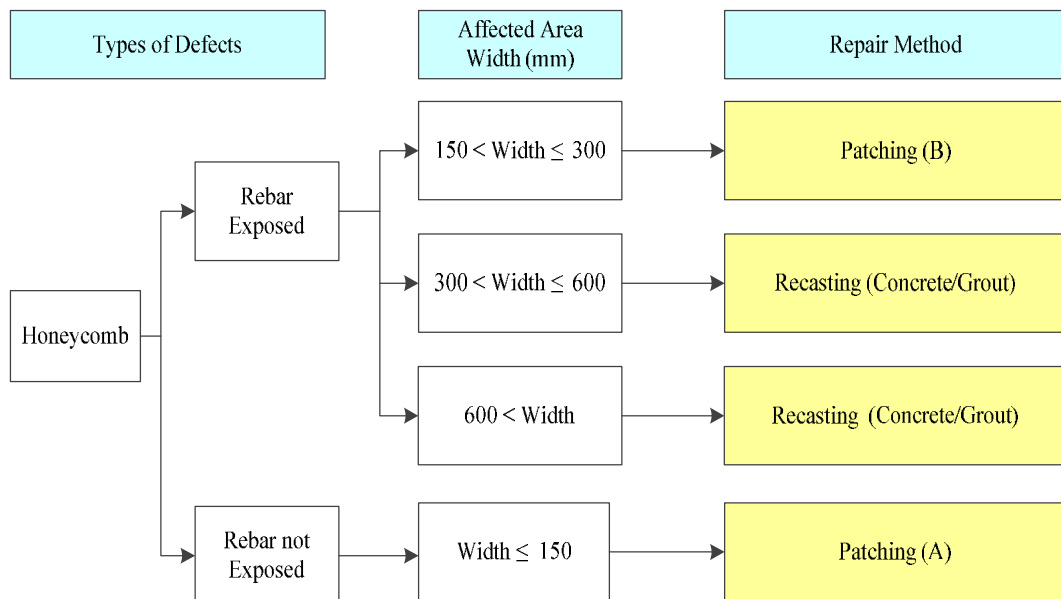 Types of Defects
Affected Area
Width (mm)
Repair Method
150 < Width ≤ 300
Patching (B)
Rebar
Exposed
300 < Width ≤ 600
Recasting (Concrete/Grout)
Honeycomb
600 < Width
Recasting (Concrete/Grout)
Rebar not
Exposed
Width ≤ 150
Patching (A)